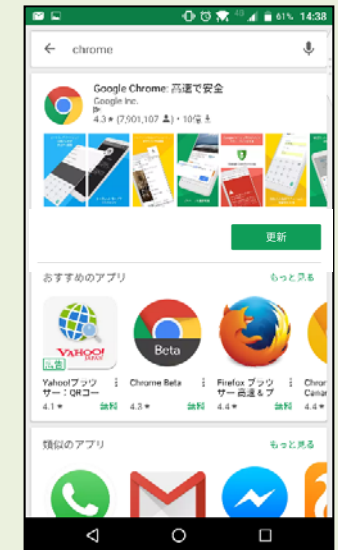 4G 61% 14:38
chrome
Google Chrome: 高速で安全
Google Inc.
4.3★ (7,901,107 ) • 10億
更新
おすすめのアプリ もっと見る
YAHOO!
JAPAN
広告
Beta
Yahoo!ブラウザー：QRコー
4.1★ 無料
Chrome Beta
4.3★ 無料
Firefox ブラウザー 高速＆プ
4.4★ 無料
Chror
Canar
4.4★
類似のアプリ もっと見る